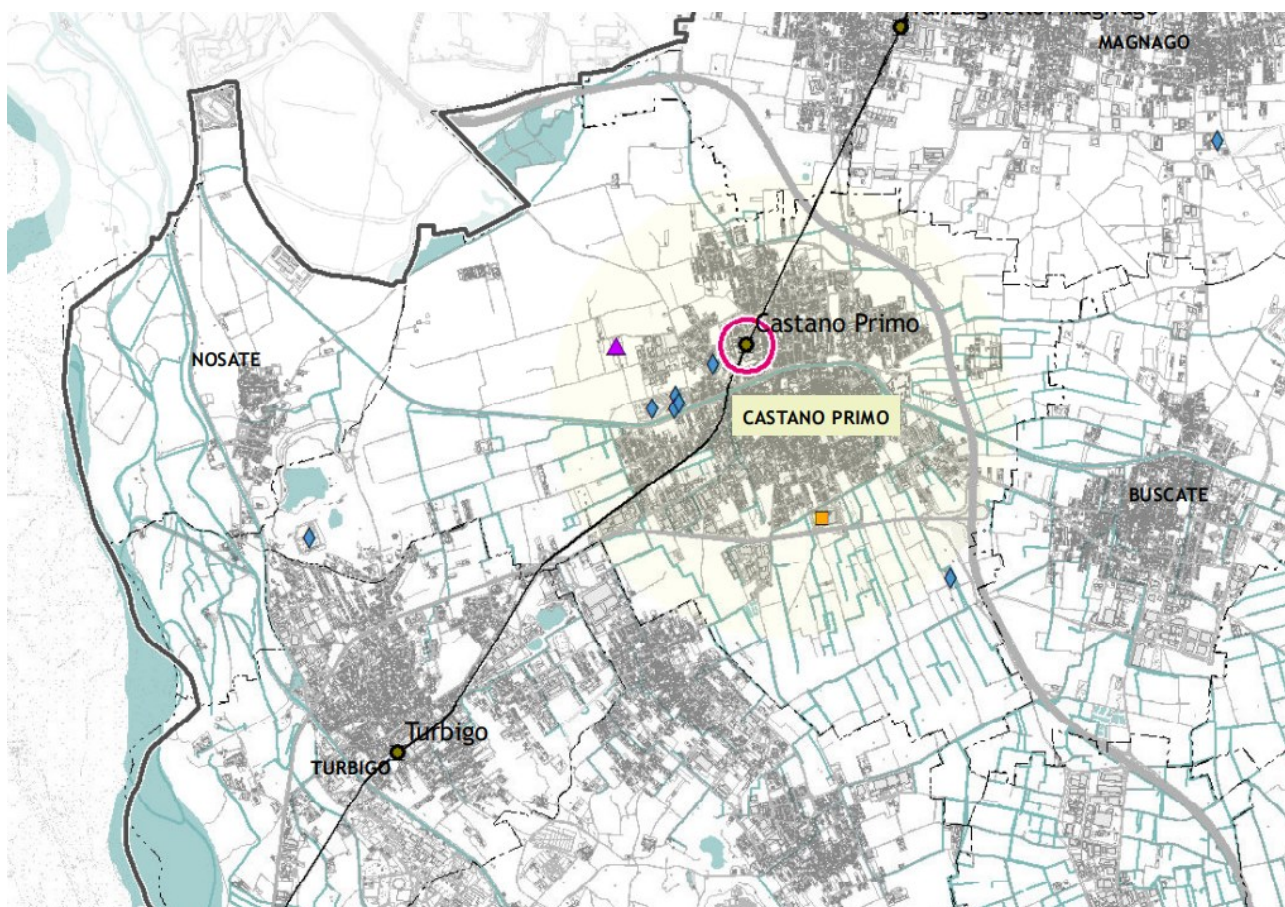 MAGNAGO
Castano Primo
NOSATE
CASTANO PRIMO
BUSCATE
Turbigo
TURBIGO